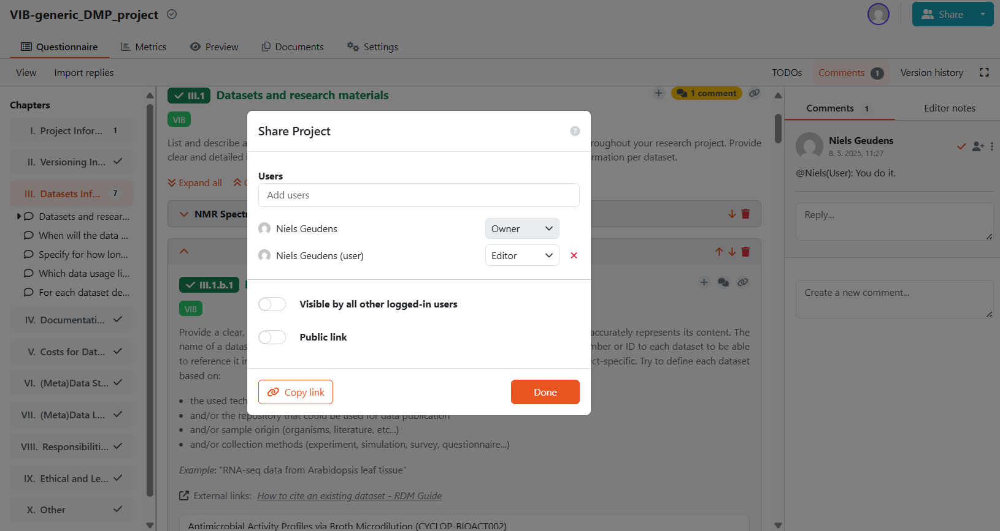 VIB-generic_DMP_project
Share
Questionnaire
Metrics
Preview
Documents
Settings
View
Import replies
TODOs
Comments 1
Version history
Chapters
I. Project Infor... 1
II. Versioning In...
III. Datasets Inf... 7
Datasets and resear...
When will the data ...
Specify for how lon...
Which data usage li...
For each dataset de...
IV. Documentati...
V. Costs for Dat...
VI. (Meta)Data St...
VII. (Meta)Data L...
VIII. Responsibiliti...
IX. Ethical and Le...
X. Other
III.1 Datasets and research materials
1 comment
VIB
List and describe a
roughout your research project. Provide
clear and detailed i
rmation per dataset.
Expand all
NMR Spectr
III.1.b.1
VIB
Provide a clear,
accurately represents its content. The
name of a datas
mber or ID to each dataset to be able
to reference it in
ct-specific. Try to define each dataset
based on:
• the used tech
• and/or the repository that could be used for data publication
• and/or sample origin (organisms, literature, etc...)
• and/or collection methods (experiment, simulation, survey, questionnaire...)
Example: "RNA-seq data from Arabidopsis leaf tissue"
External links: How to cite an existing dataset - RDM Guide
Antimicrobial Activity Profiles via Broth Microdilution (CYCLOP-BIOACT002)
Share Project
?
Users
Add users
Niels Geudens
Owner
Niels Geudens (user)
Editor
Visible by all other logged-in users
Public link
Copy link
Done
Comments 1
Editor notes
Niels Geudens
8. 5. 2025, 11:27
@Niels(User): You do it.
Reply...
Create a new comment...